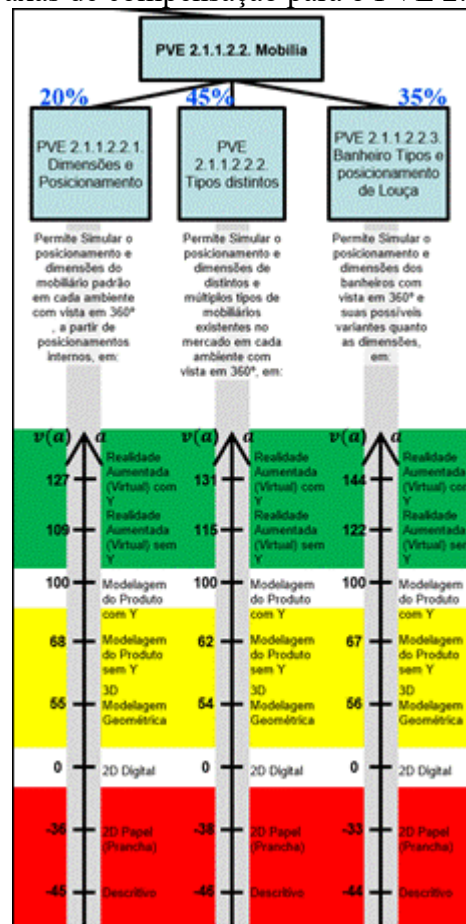 PVE 2.1.1.2.2. Mobilia
20%
45%
35%
PVE 2.1.1.2.2.1.
Dimensões e
Posicionamento
PVE
2.1.1.2.2.2.
Tipos distintos
PVE 2.1.1.2.2.3.
Banheiro Tipos e
posicionamento
de Louça
Permite Simular o
posicionamento e
dimensões do
mobiliário padrão
em cada ambiente
com vista em 360º
, a partir de
posicionamentos
internos, em:
Permite Simular o
posicionamento e
dimensões de
distintos e
múltiplos tipos de
mobiliários
existentes no
mercado em cada
ambiente com
vista em 360º, em:
Permite Simular o
posicionamento e
dimensões dos
banheiros com
vista em 360º e
suas possíveis
variantes quanto
as dimensões,
em:
v(a) a
127
Realidade
Aumentada
(Virtual) com
Y
109
Realidade
Aumentada
(Virtual) sem
Y
100
Modelagem
do Produto
com Y
68
Modelagem
do Produto
sem Y
55
3D
Modelagem
Geométrica
0
2D Digital
-36
2D Papel
(Prancha)
-45
Descritivo
v(a) a
131
Realidade
Aumentada
(Virtual) com
Y
115
Realidade
Aumentada
(Virtual) sem
Y
100
Modelagem
do Produto
com Y
62
Modelagem
do Produto
sem Y
54
3D
Modelagem
Geométrica
0
2D Digital
-38
2D Papel
(Prancha)
-46
Descritivo
v(a) a
144
Realidade
Aumentada
(Virtual) com
Y
122
Realidade
Aumentada
(Virtual) sem
Y
100
Modelagem
do Produto
com Y
67
Modelagem
do Produto
sem Y
56
3D
Modelagem
Geométrica
0
2D Digital
-33
2D Papel
(Prancha)
-44
Descritivo